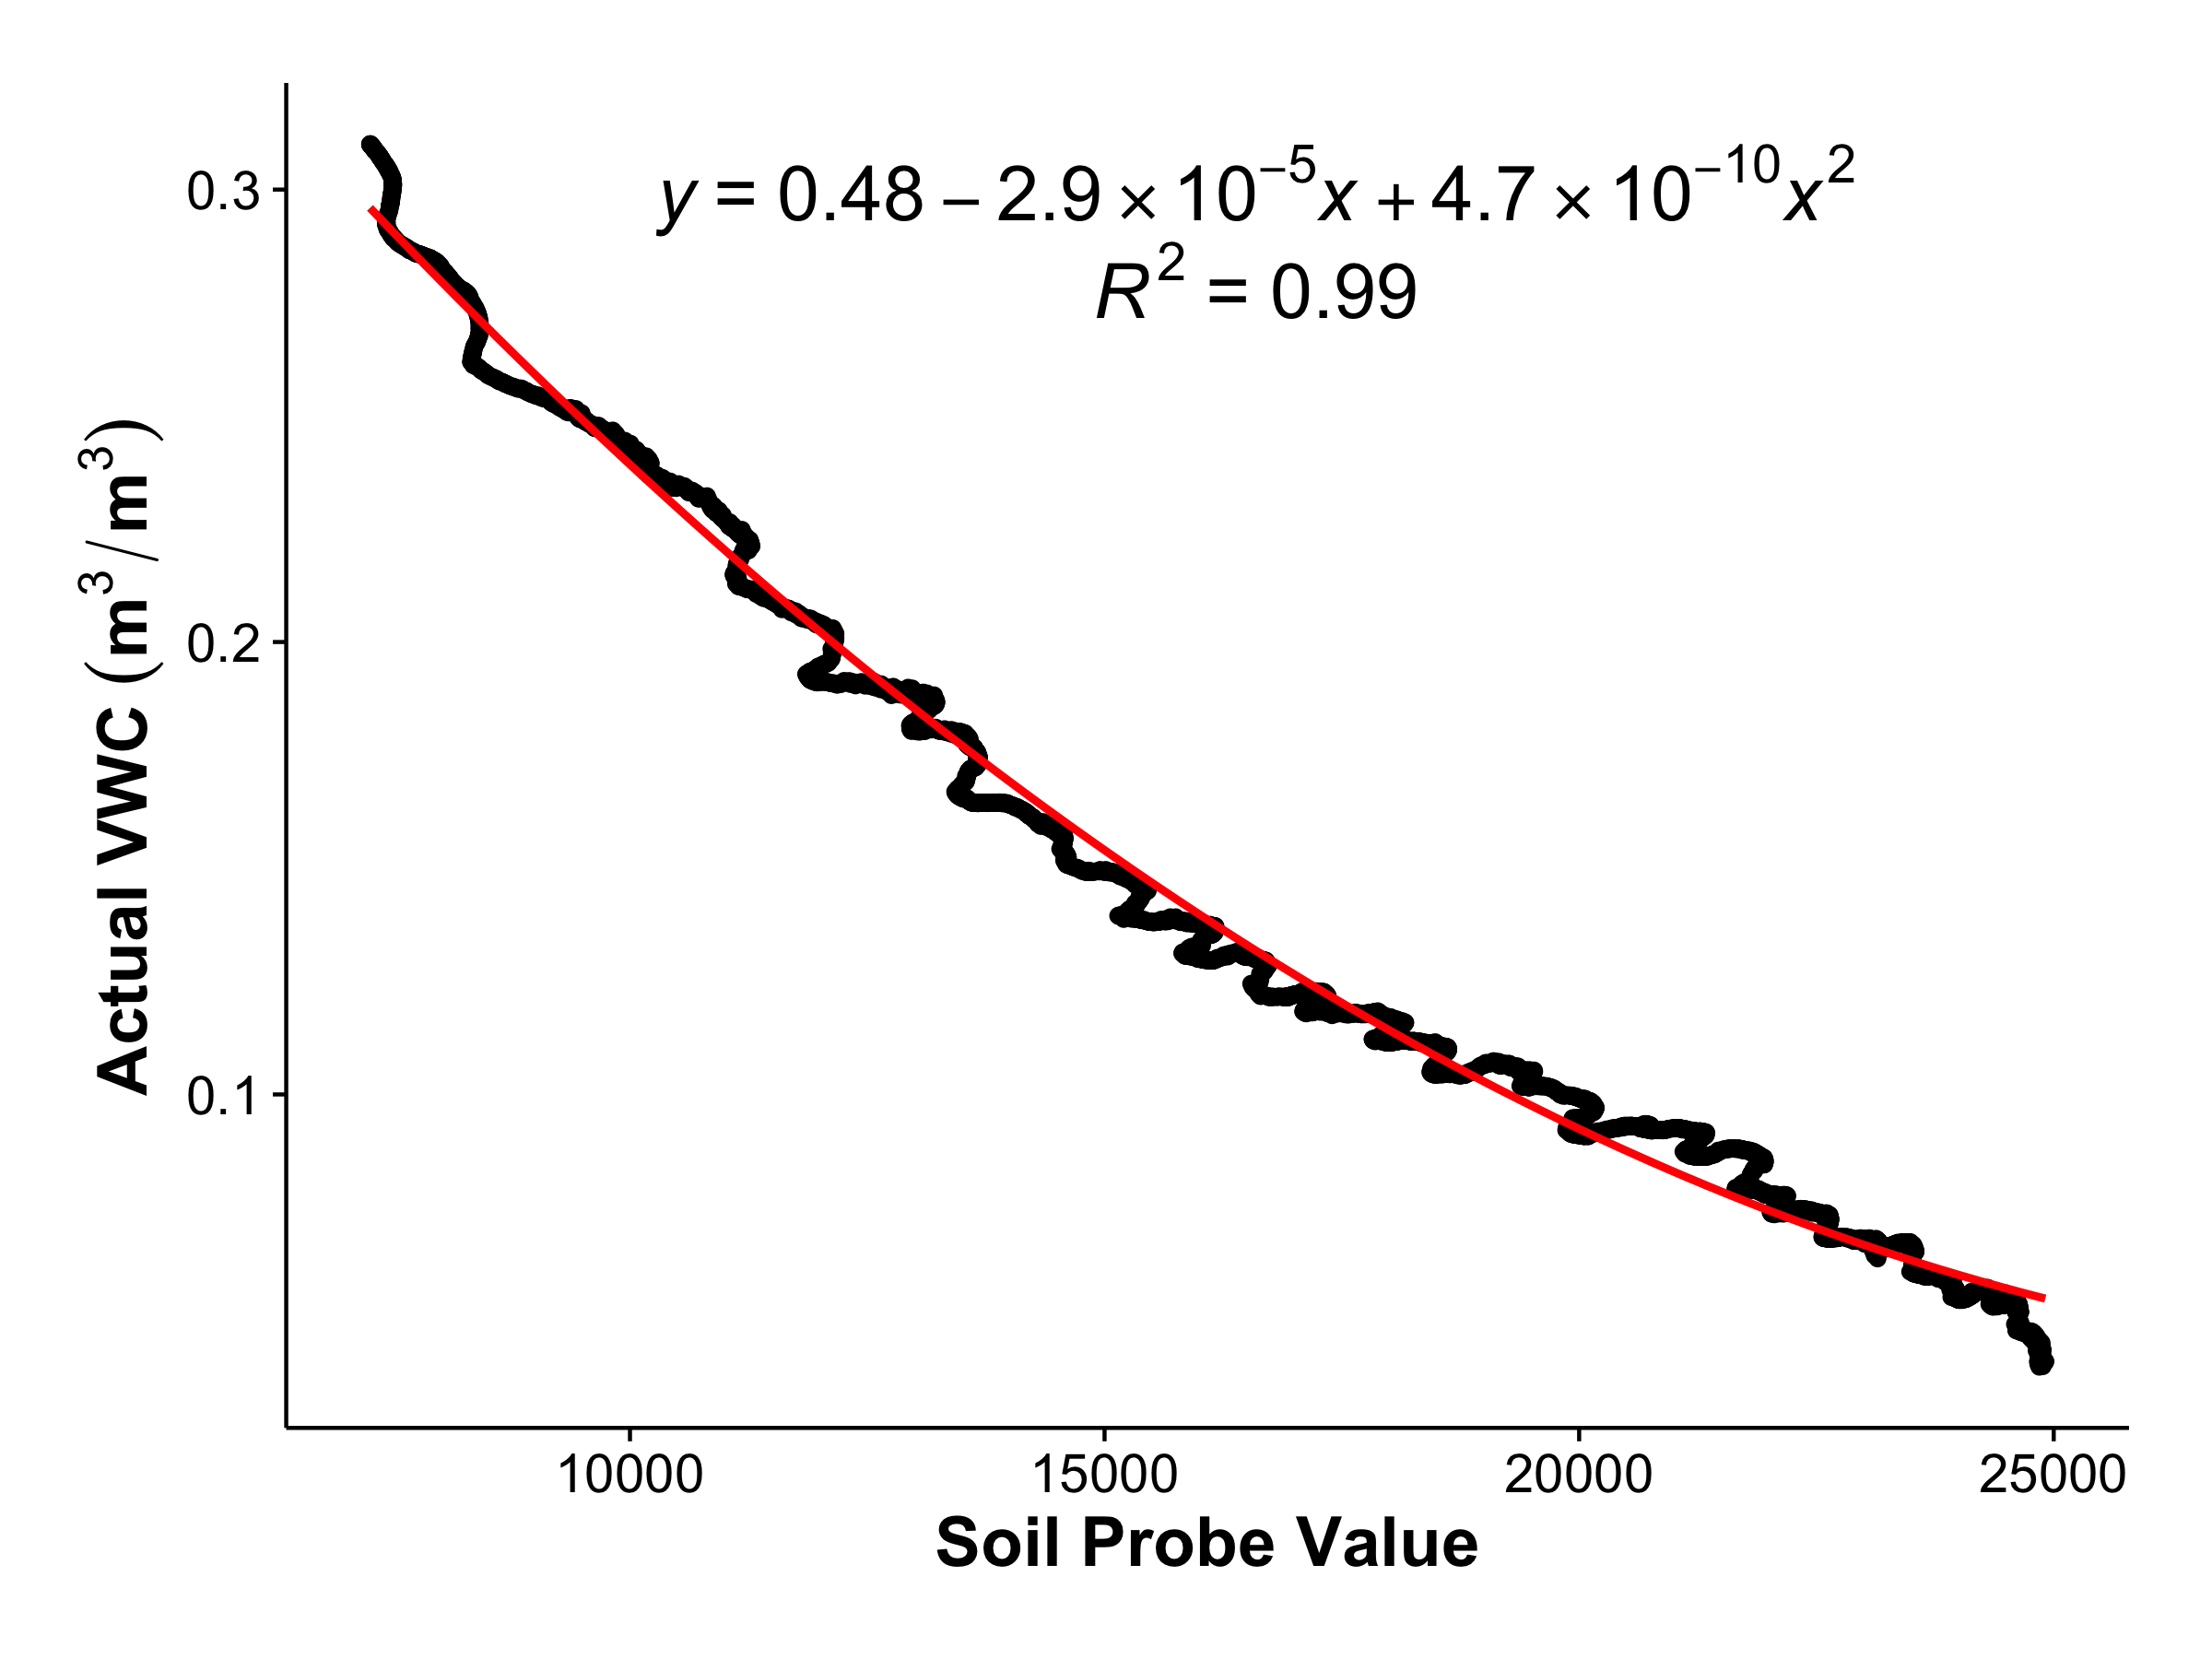 y = 0.48 − 2.9 × 10⁻⁵x + 4.7 × 10⁻¹⁰x²
R² = 0.99
Actual VWC (m³/m³)
0.3
0.2
0.1
10000 15000 20000 25000
Soil Probe Value